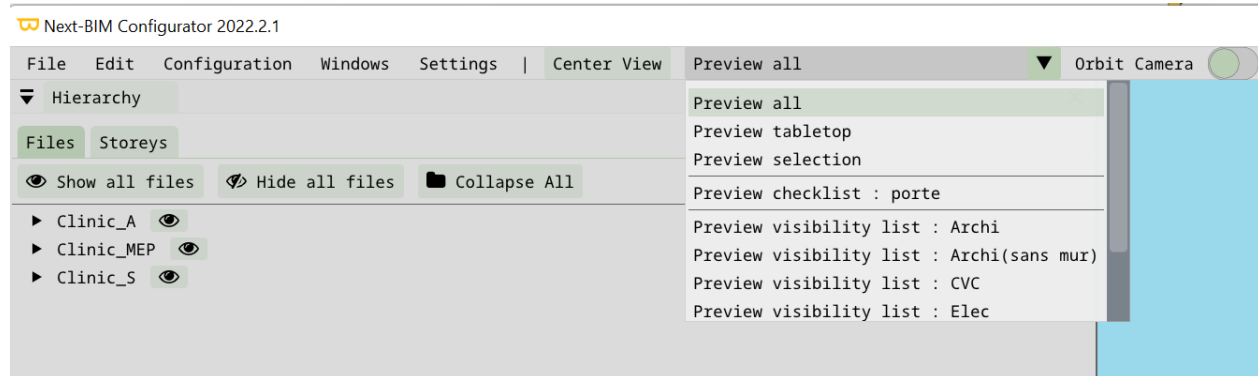 Next-BIM Configurator 2022.2.1
File Edit Configuration Windows Settings | Center View Preview all Orbit Camera
Hierarchy
Files Storeys
Show all files Hide all files Collapse All
Clinic_A
Clinic_MEP
Clinic_S
Preview all
Preview tabletop
Preview selection
Preview checklist : porte
Preview visibility list : Archi
Preview visibility list : Archi(sans mur)
Preview visibility list : CVC
Preview visibility list : Elec